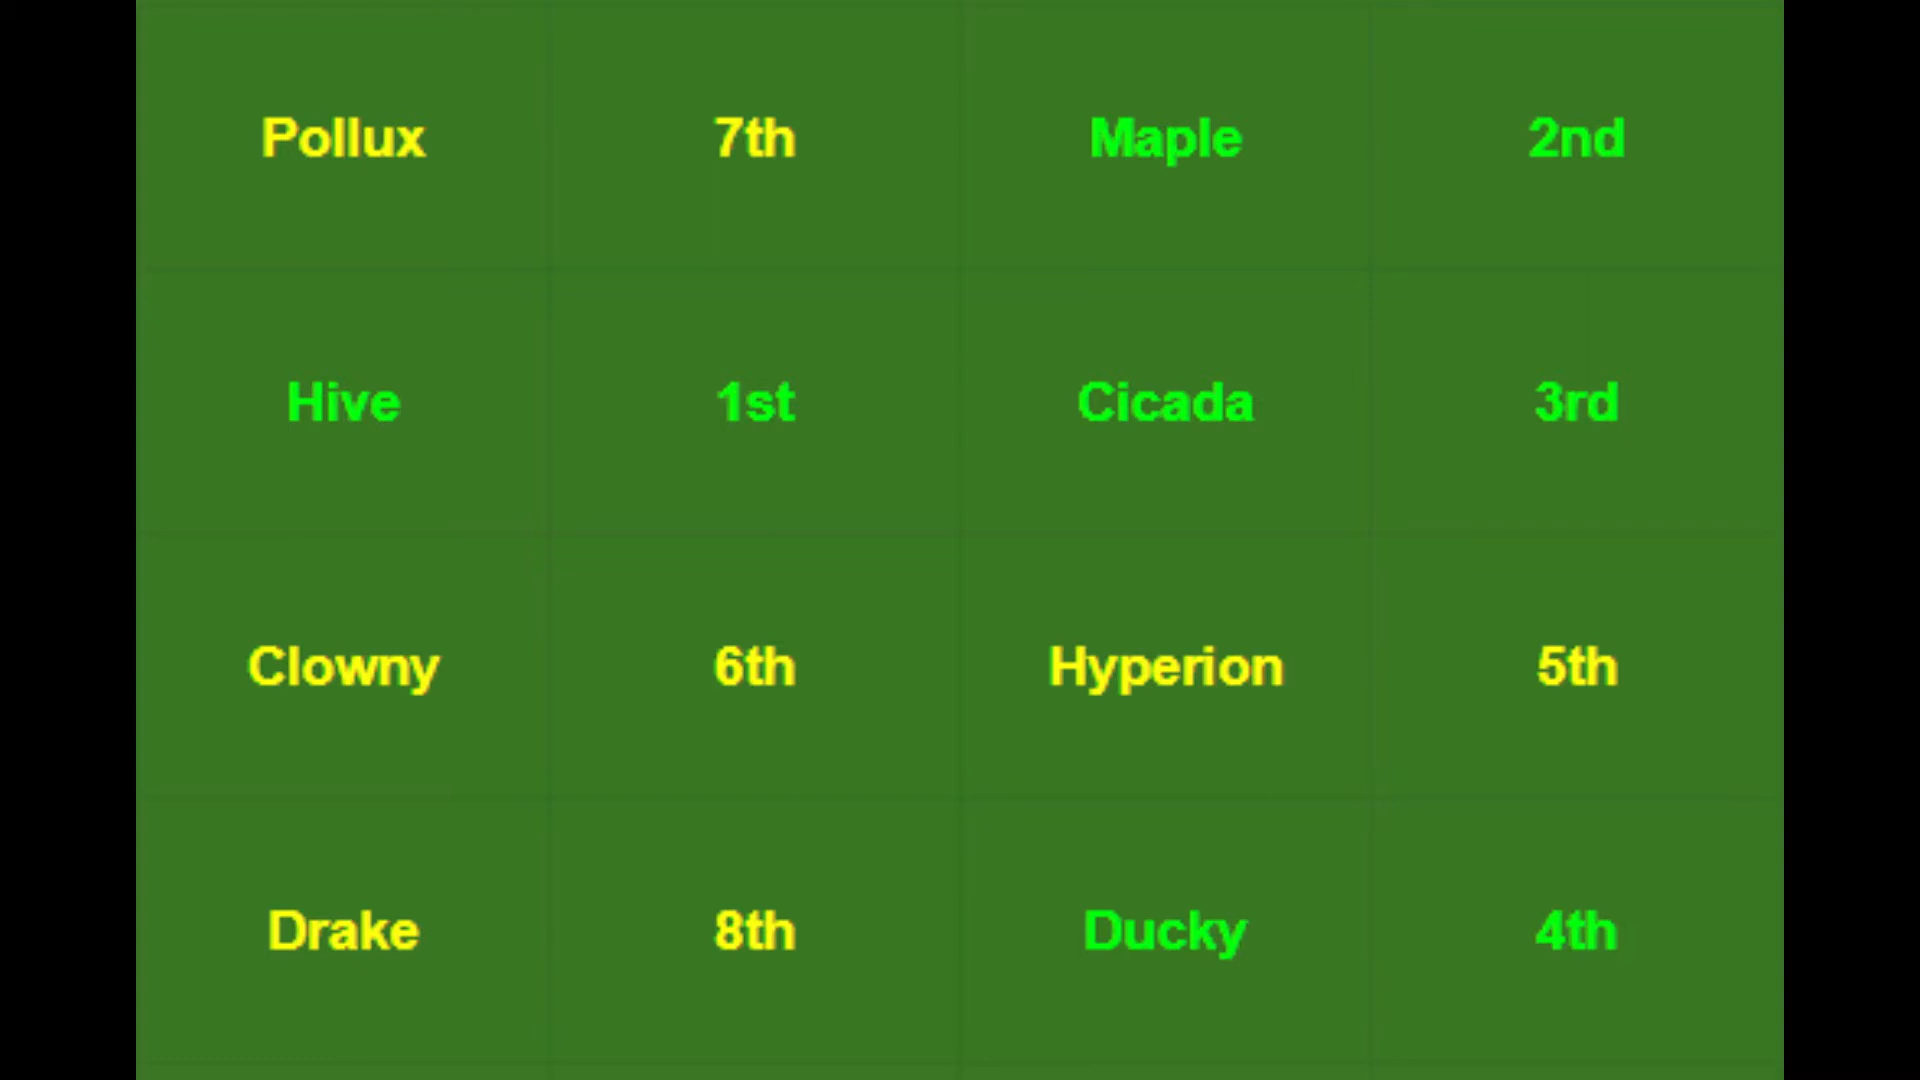 Pollux 7th Maple 2nd
Hive 1st Cicada 3rd
Clowny 6th Hyperion 5th
Drake 8th Ducky 4th